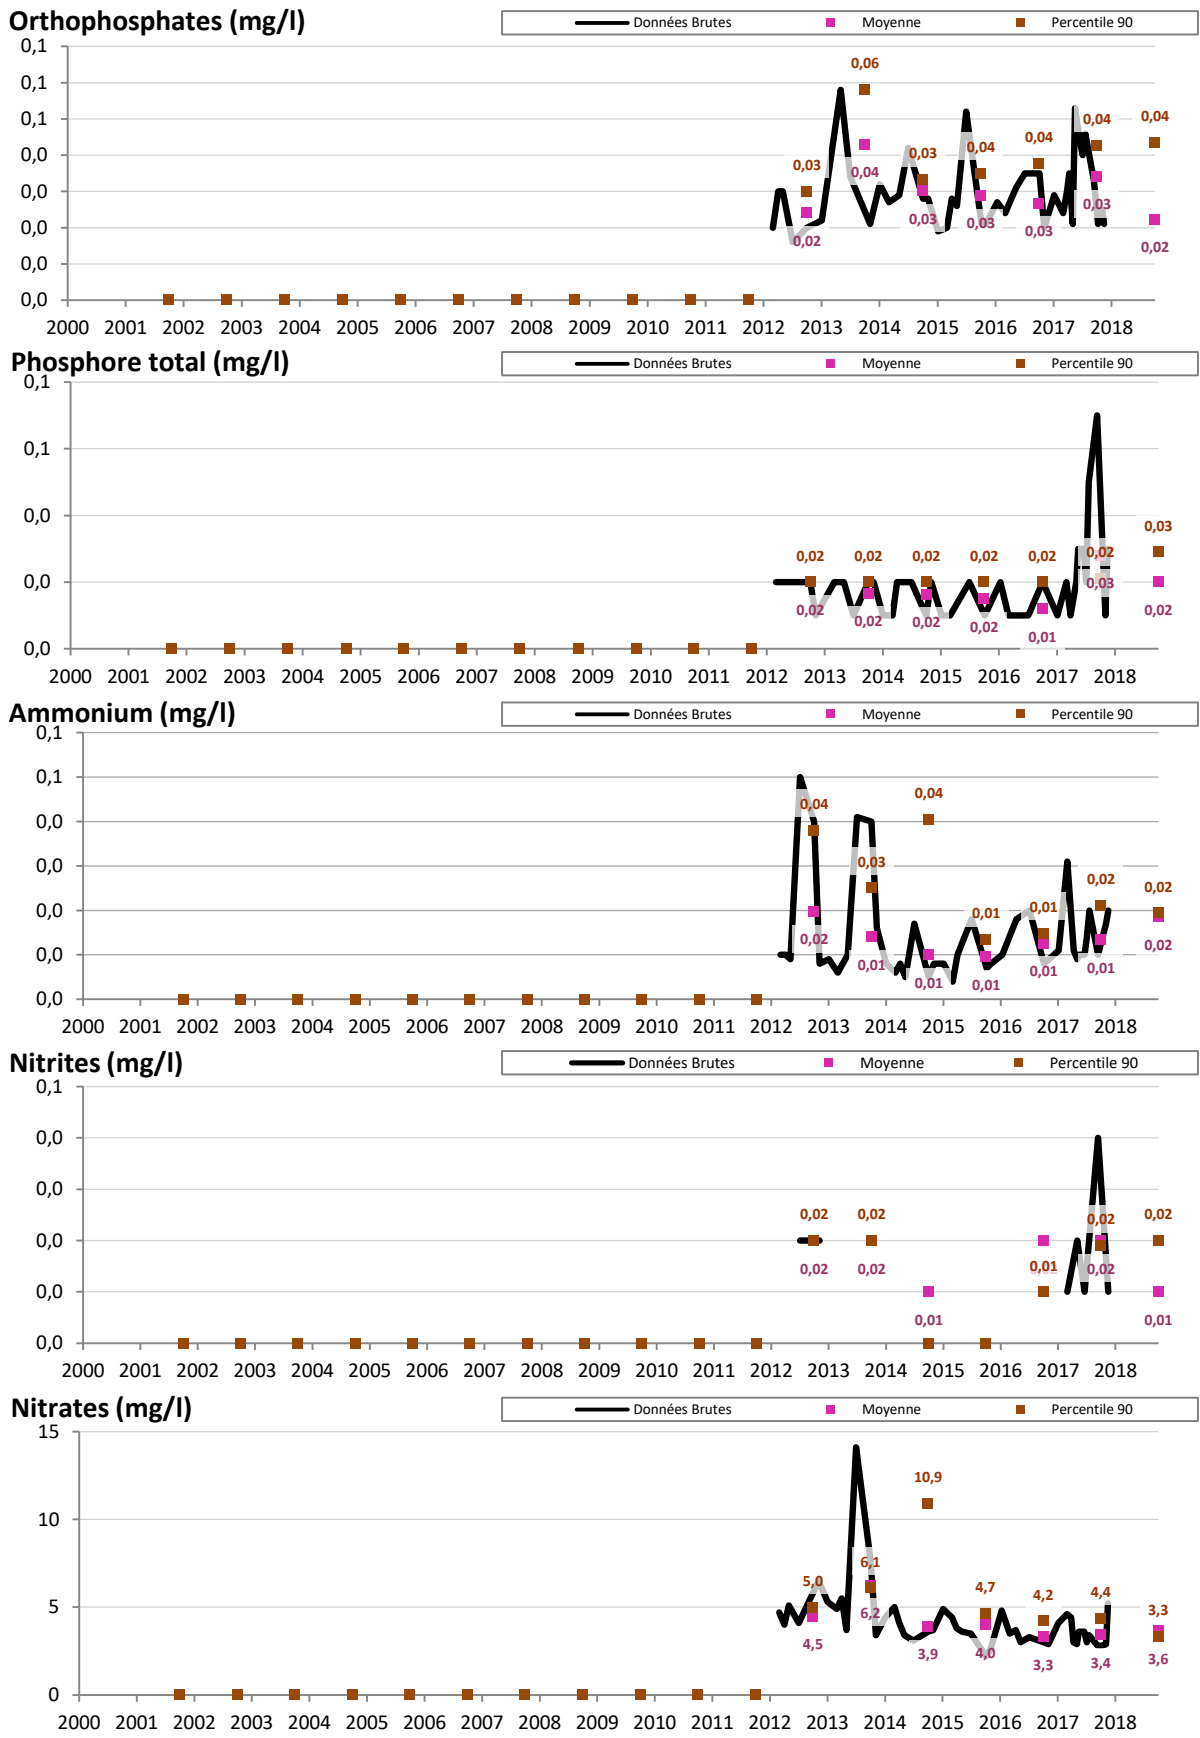 Orthophosphates (mg/l)
Données Brutes Moyenne Percentile 90
0,1
0,1
0,1
0,0
0,0
0,0
0,0
0,0
0,03 0,06 0,03 0,04 0,04 0,04 0,04
0,02 0,04 0,03 0,03 0,03 0,03 0,02
2000 2001 2002 2003 2004 2005 2006 2007 2008 2009 2010 2011 2012 2013 2014 2015 2016 2017 2018
Phosphore total (mg/l)
Données Brutes Moyenne Percentile 90
0,1
0,1
0,0
0,0
0,0
0,02 0,02 0,02 0,02 0,02 0,02 0,03
0,02 0,02 0,02 0,02 0,01 0,03 0,02
2000 2001 2002 2003 2004 2005 2006 2007 2008 2009 2010 2011 2012 2013 2014 2015 2016 2017 2018
Ammonium (mg/l)
Données Brutes Moyenne Percentile 90
0,1
0,1
0,0
0,0
0,0
0,0
0,0
0,04 0,03 0,04 0,01 0,01 0,02 0,02
0,02 0,01 0,01 0,01 0,01 0,01 0,02
2000 2001 2002 2003 2004 2005 2006 2007 2008 2009 2010 2011 2012 2013 2014 2015 2016 2017 2018
Nitrites (mg/l)
Données Brutes Moyenne Percentile 90
0,1
0,0
0,0
0,0
0,0
0,0
0,02 0,02 0,01 0,02 0,02
0,02 0,02 0,01 0,02 0,01
2000 2001 2002 2003 2004 2005 2006 2007 2008 2009 2010 2011 2012 2013 2014 2015 2016 2017 2018
Nitrates (mg/l)
Données Brutes Moyenne Percentile 90
15
10
5
0
5,0 6,1 10,9 4,7 4,2 4,4 3,3
4,5 6,2 3,9 4,0 3,3 3,4 3,6
2000 2001 2002 2003 2004 2005 2006 2007 2008 2009 2010 2011 2012 2013 2014 2015 2016 2017 2018